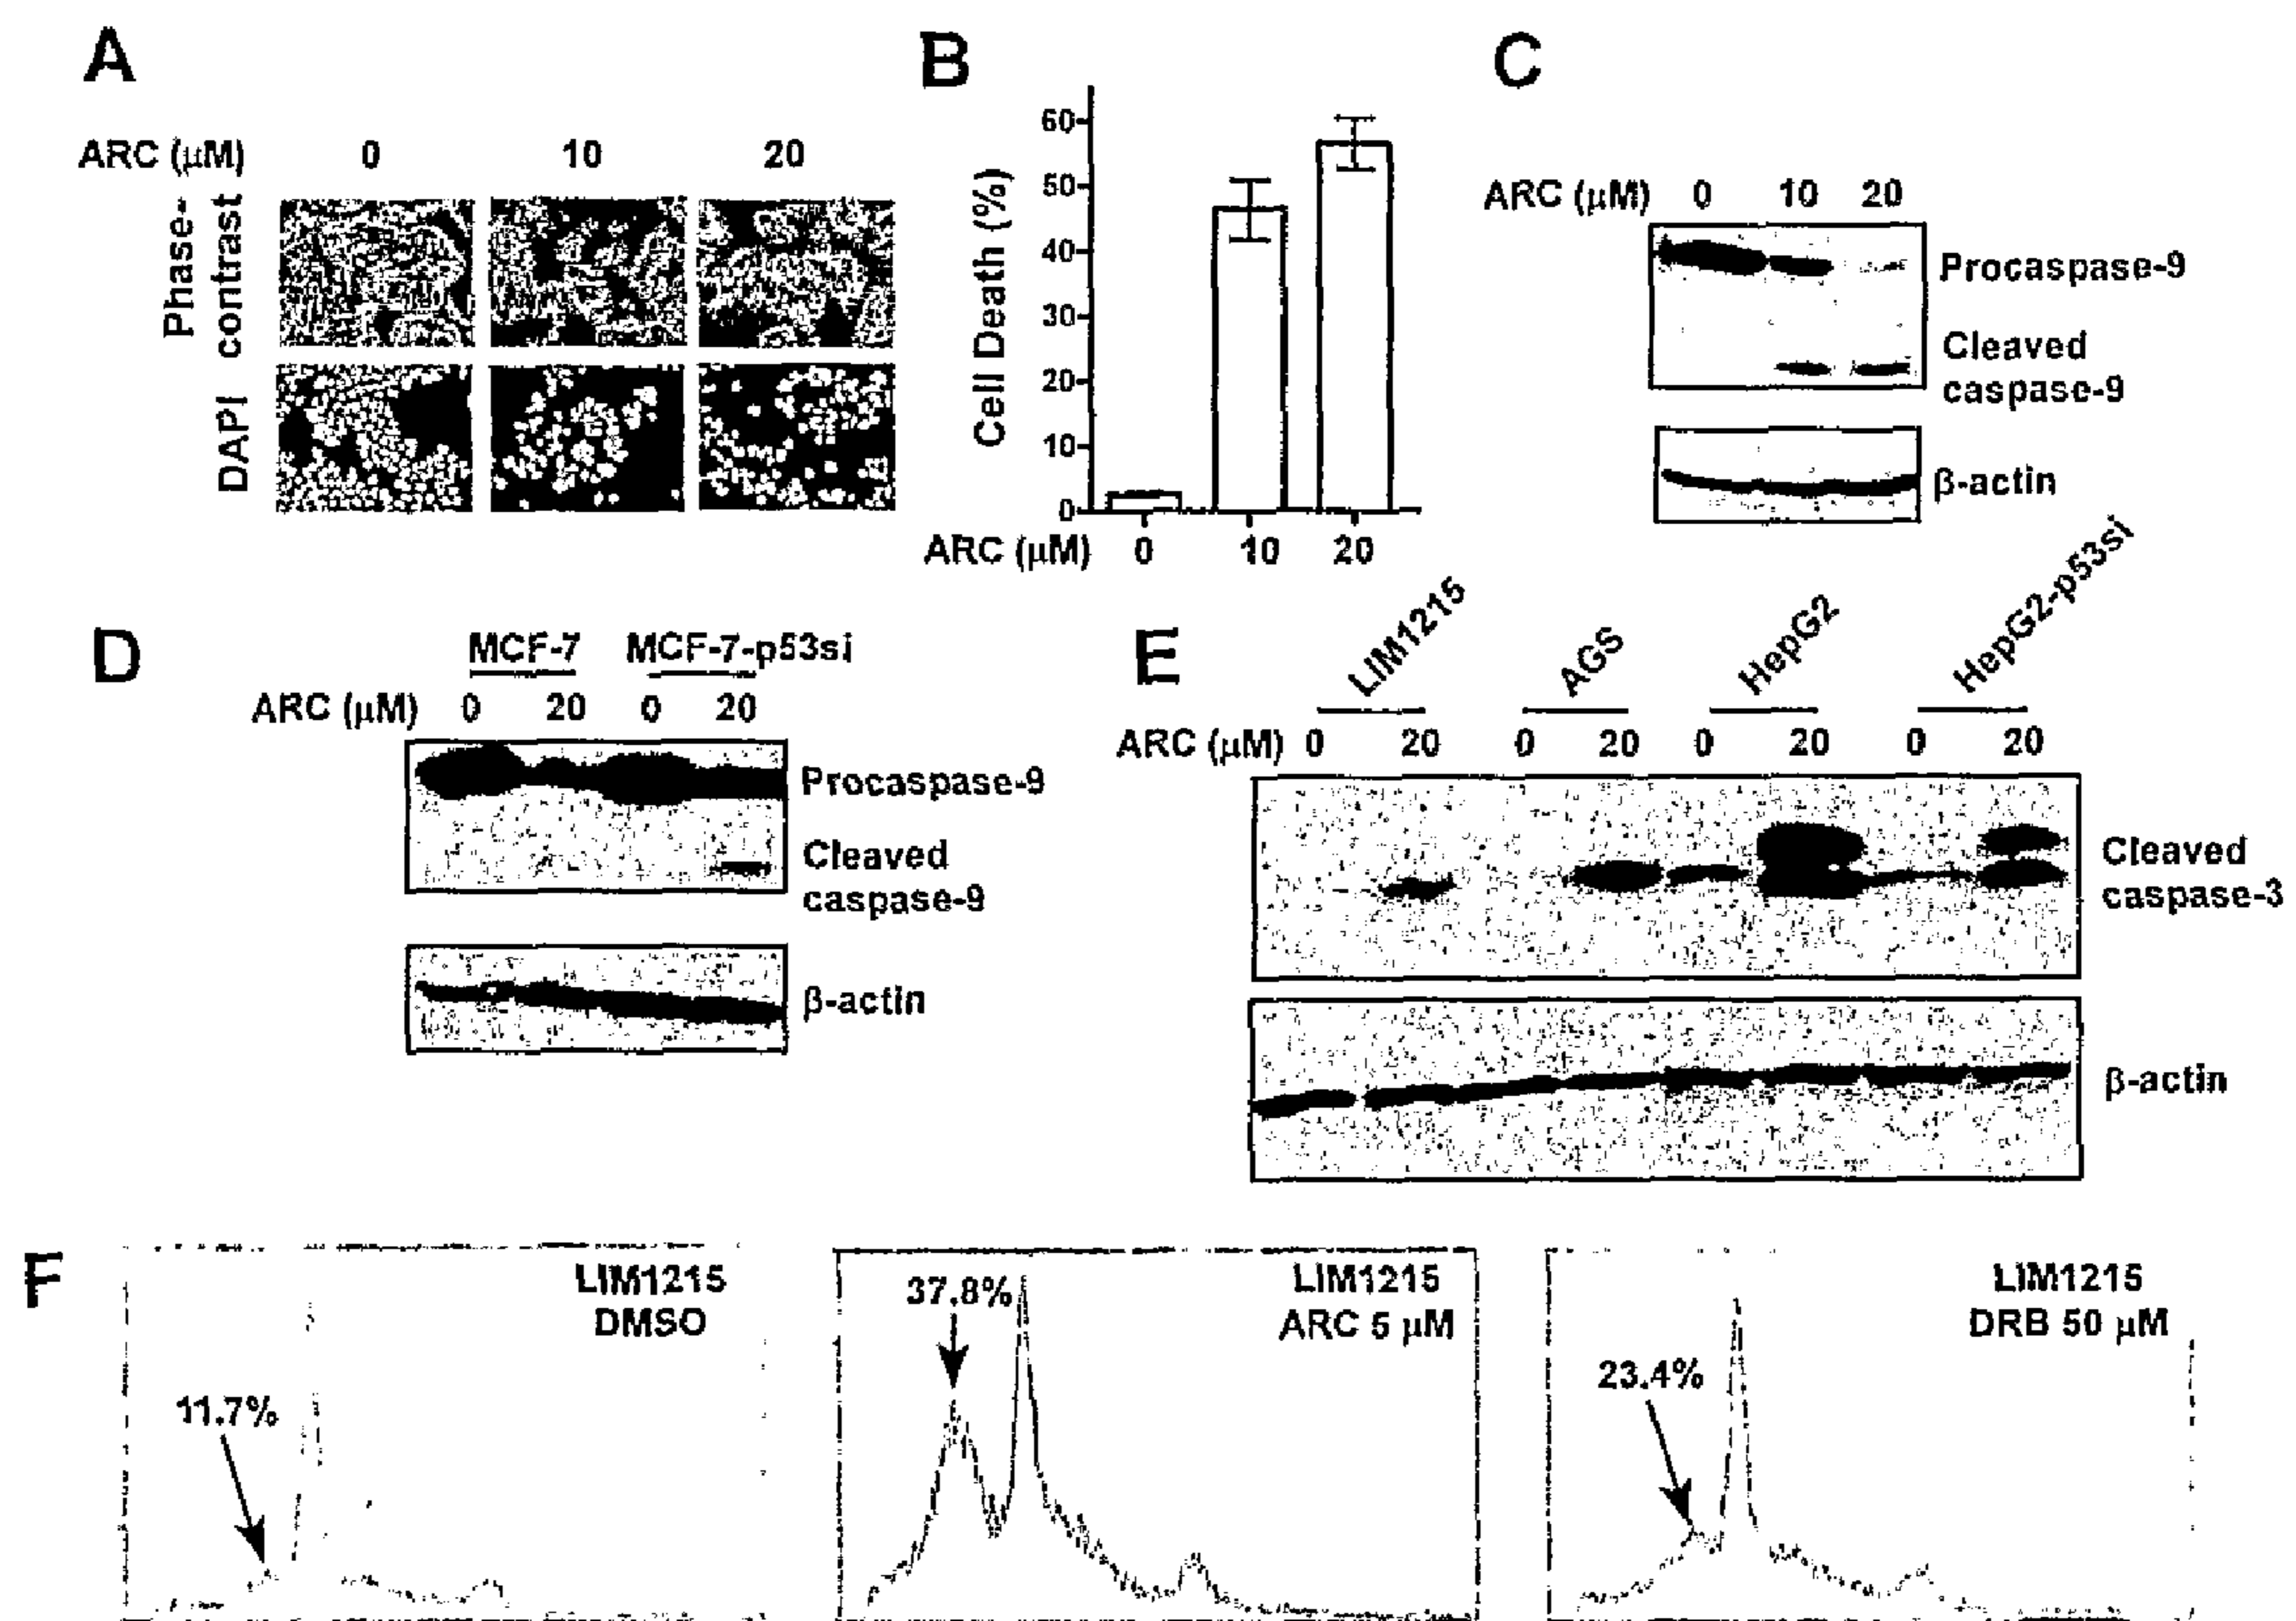 A
ARC (μM) 0 10 20
Phase-
contrast
DAPI
B
Cell Death (%)
60
50
40
30
20
10
0
ARC (μM) 0 10 20
C
ARC (μM) 0 10 20
Procaspase-9
Cleaved
caspase-9
β-actin
D
MCF-7 MCF-7-p53si
ARC (μM) 0 20 0 20
Procaspase-9
Cleaved
caspase-9
β-actin
E
LIM1215 AGS HepG2 HepG2-p53si
ARC (μM) 0 20 0 20 0 20 0 20
Cleaved
caspase-3
β-actin
F
LIM1215
DMSO
11.7%
LIM1215
ARC 5 μM
37.8%
LIM1215
DRB 50 μM
23.4%